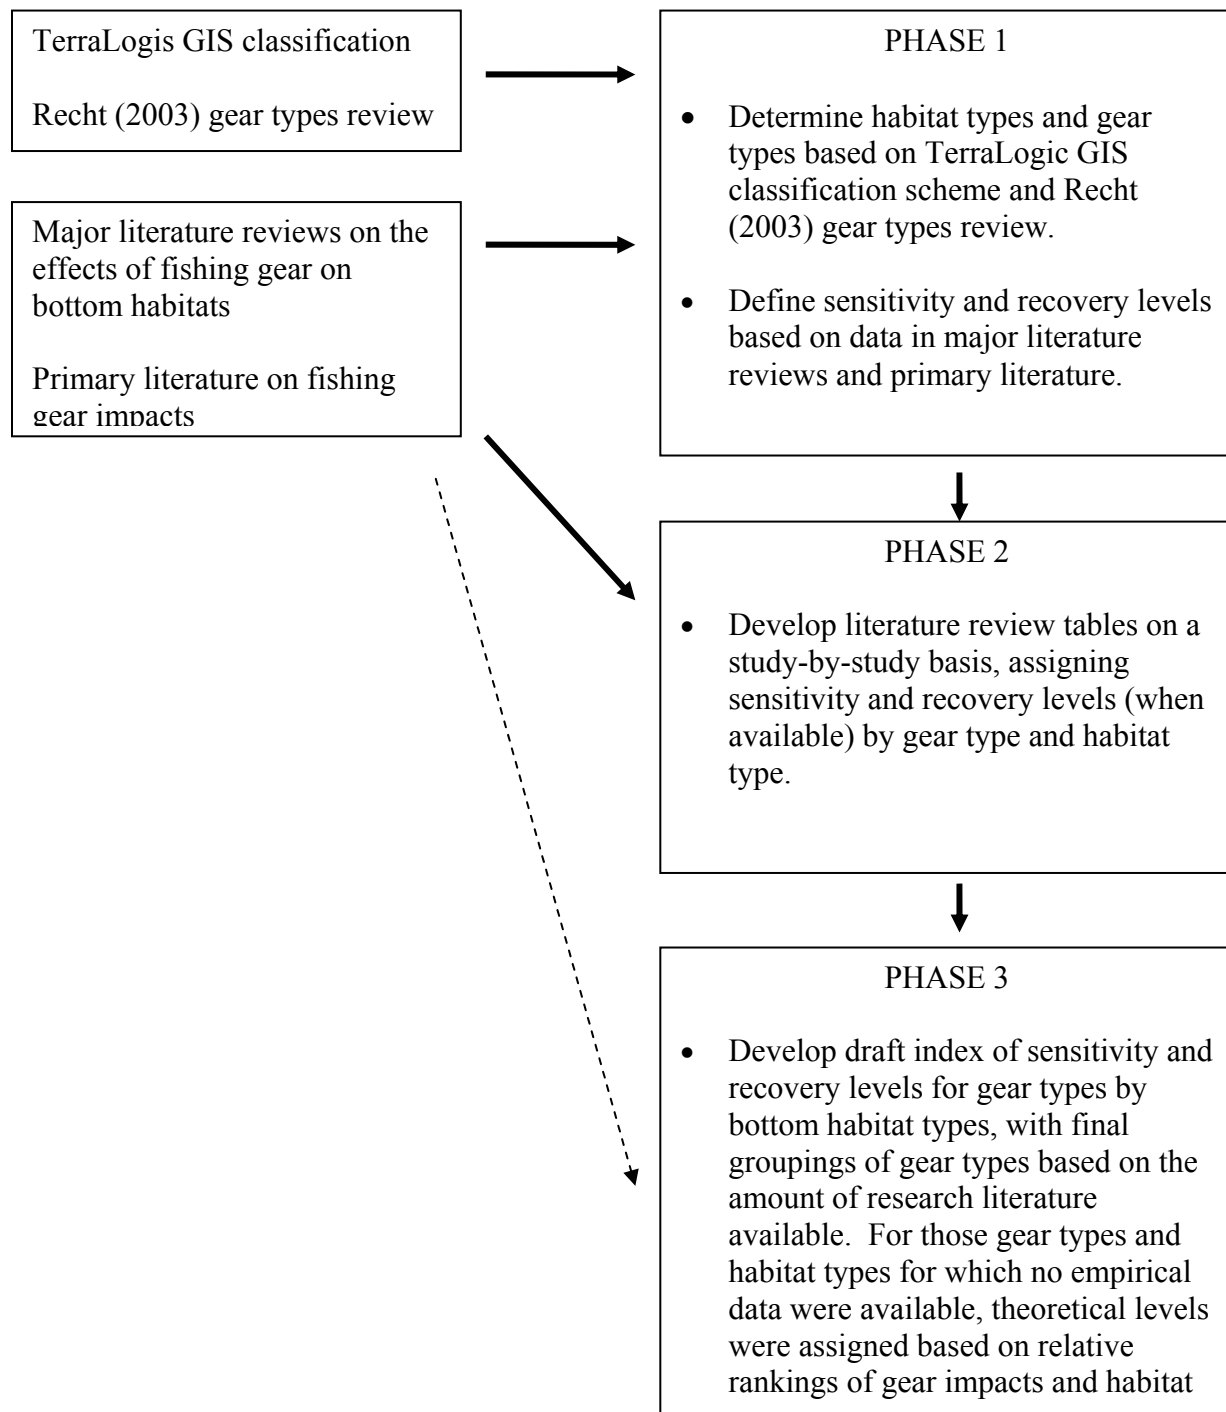 TerraLogis GIS classification
Recht (2003) gear types review
Major literature reviews on the
effects of fishing gear on
bottom habitats
Primary literature on fishing
gear impacts
PHASE 1
• Determine habitat types and gear
types based on TerraLogic GIS
classification scheme and Recht
(2003) gear types review.
• Define sensitivity and recovery levels
based on data in major literature
reviews and primary literature.
PHASE 2
• Develop literature review tables on a
study-by-study basis, assigning
sensitivity and recovery levels (when
available) by gear type and habitat
type.
PHASE 3
• Develop draft index of sensitivity and
recovery levels for gear types by
bottom habitat types, with final
groupings of gear types based on the
amount of research literature
available.  For those gear types and
habitat types for which no empirical
data were available, theoretical levels
were assigned based on relative
rankings of gear impacts and habitat